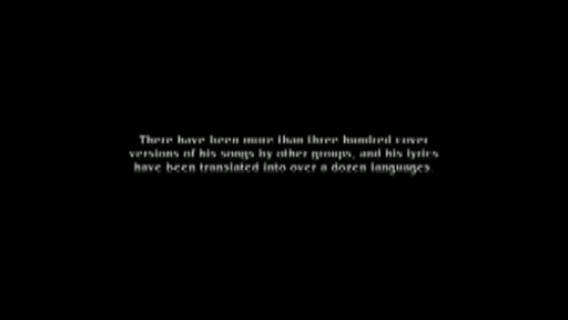 There have been more than three hundred cover
versions of his songs by other groups, and his lyrics
have been translated into over a dozen languages.